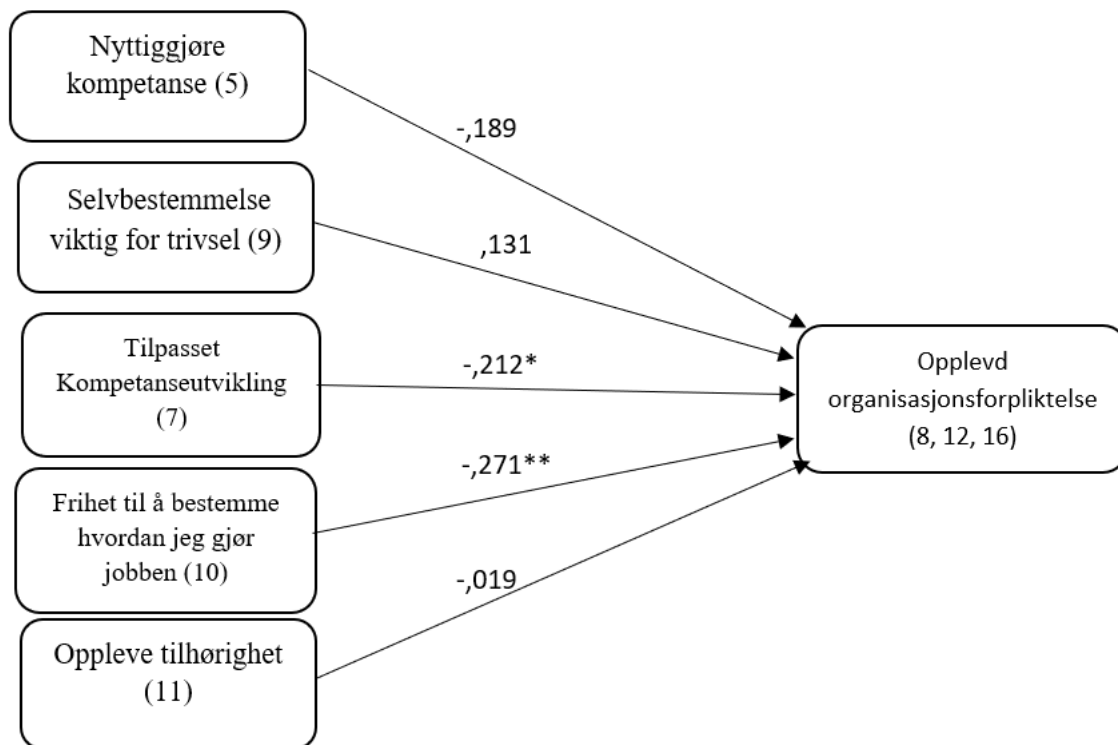 Nyttiggjøre
kompetanse (5)
-,189
Selvbestemmelse
viktig for trivsel (9)
,131
Tilpasset
Kompetanseutvikling
(7)
-,212*
Frihet til å bestemme
hvordan jeg gjør
jobben (10)
-,271**
Oppleve tilhørighet
(11)
-,019
Opplevd
organisasjonsforpliktelse
(8, 12, 16)